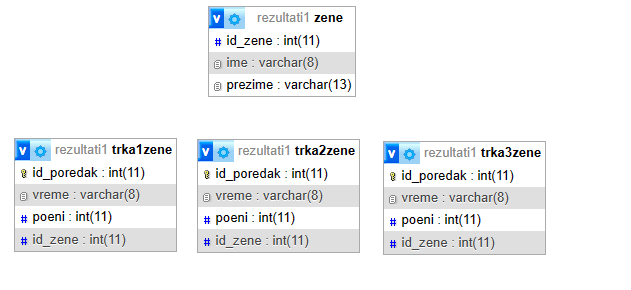 v rezultati1 zene
# id_zene : int(11)
ime : varchar(8)
prezime : varchar(13)
v rezultati1 trka1zene
id_poredak : int(11)
vreme : varchar(8)
# poeni : int(11)
# id_zene : int(11)
v rezultati1 trka2zene
id_poredak : int(11)
vreme : varchar(8)
# poeni : int(11)
# id_zene : int(11)
v rezultati1 trka3zene
id_poredak : int(11)
vreme : varchar(8)
# poeni : int(11)
# id_zene : int(11)